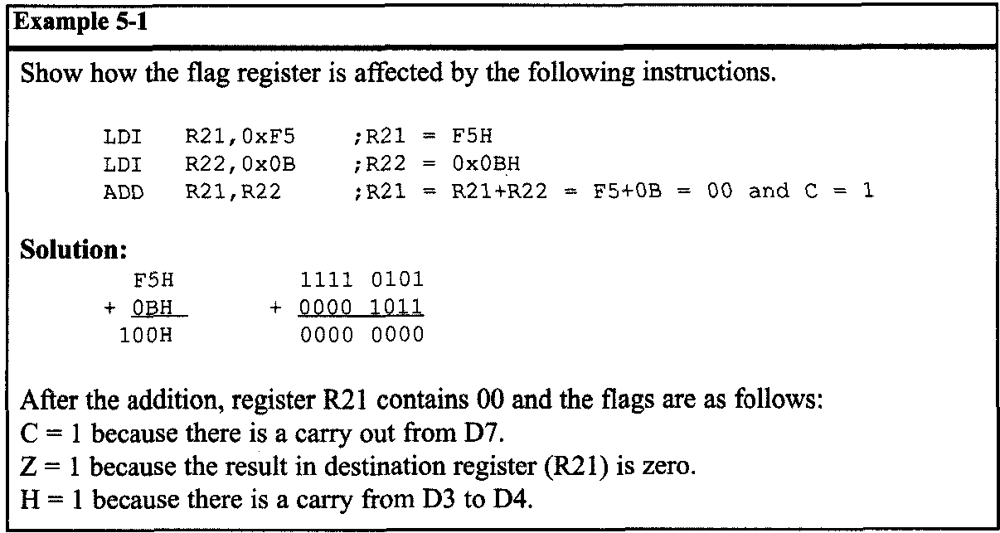 Example 5-1
Show how the flag register is affected by the following instructions.
LDI R21,0xF5 ;R21 = F5H
LDI R22,0x0B ;R22 = 0x0BH
ADD R21,R22 ;R21 = R21+R22 = F5+0B = 00 and C = 1
Solution:
F5H 1111 0101
+ 0BH + 0000 1011
100H 0000 0000
After the addition, register R21 contains 00 and the flags are as follows:
C = 1 because there is a carry out from D7.
Z = 1 because the result in destination register (R21) is zero.
H = 1 because there is a carry from D3 to D4.